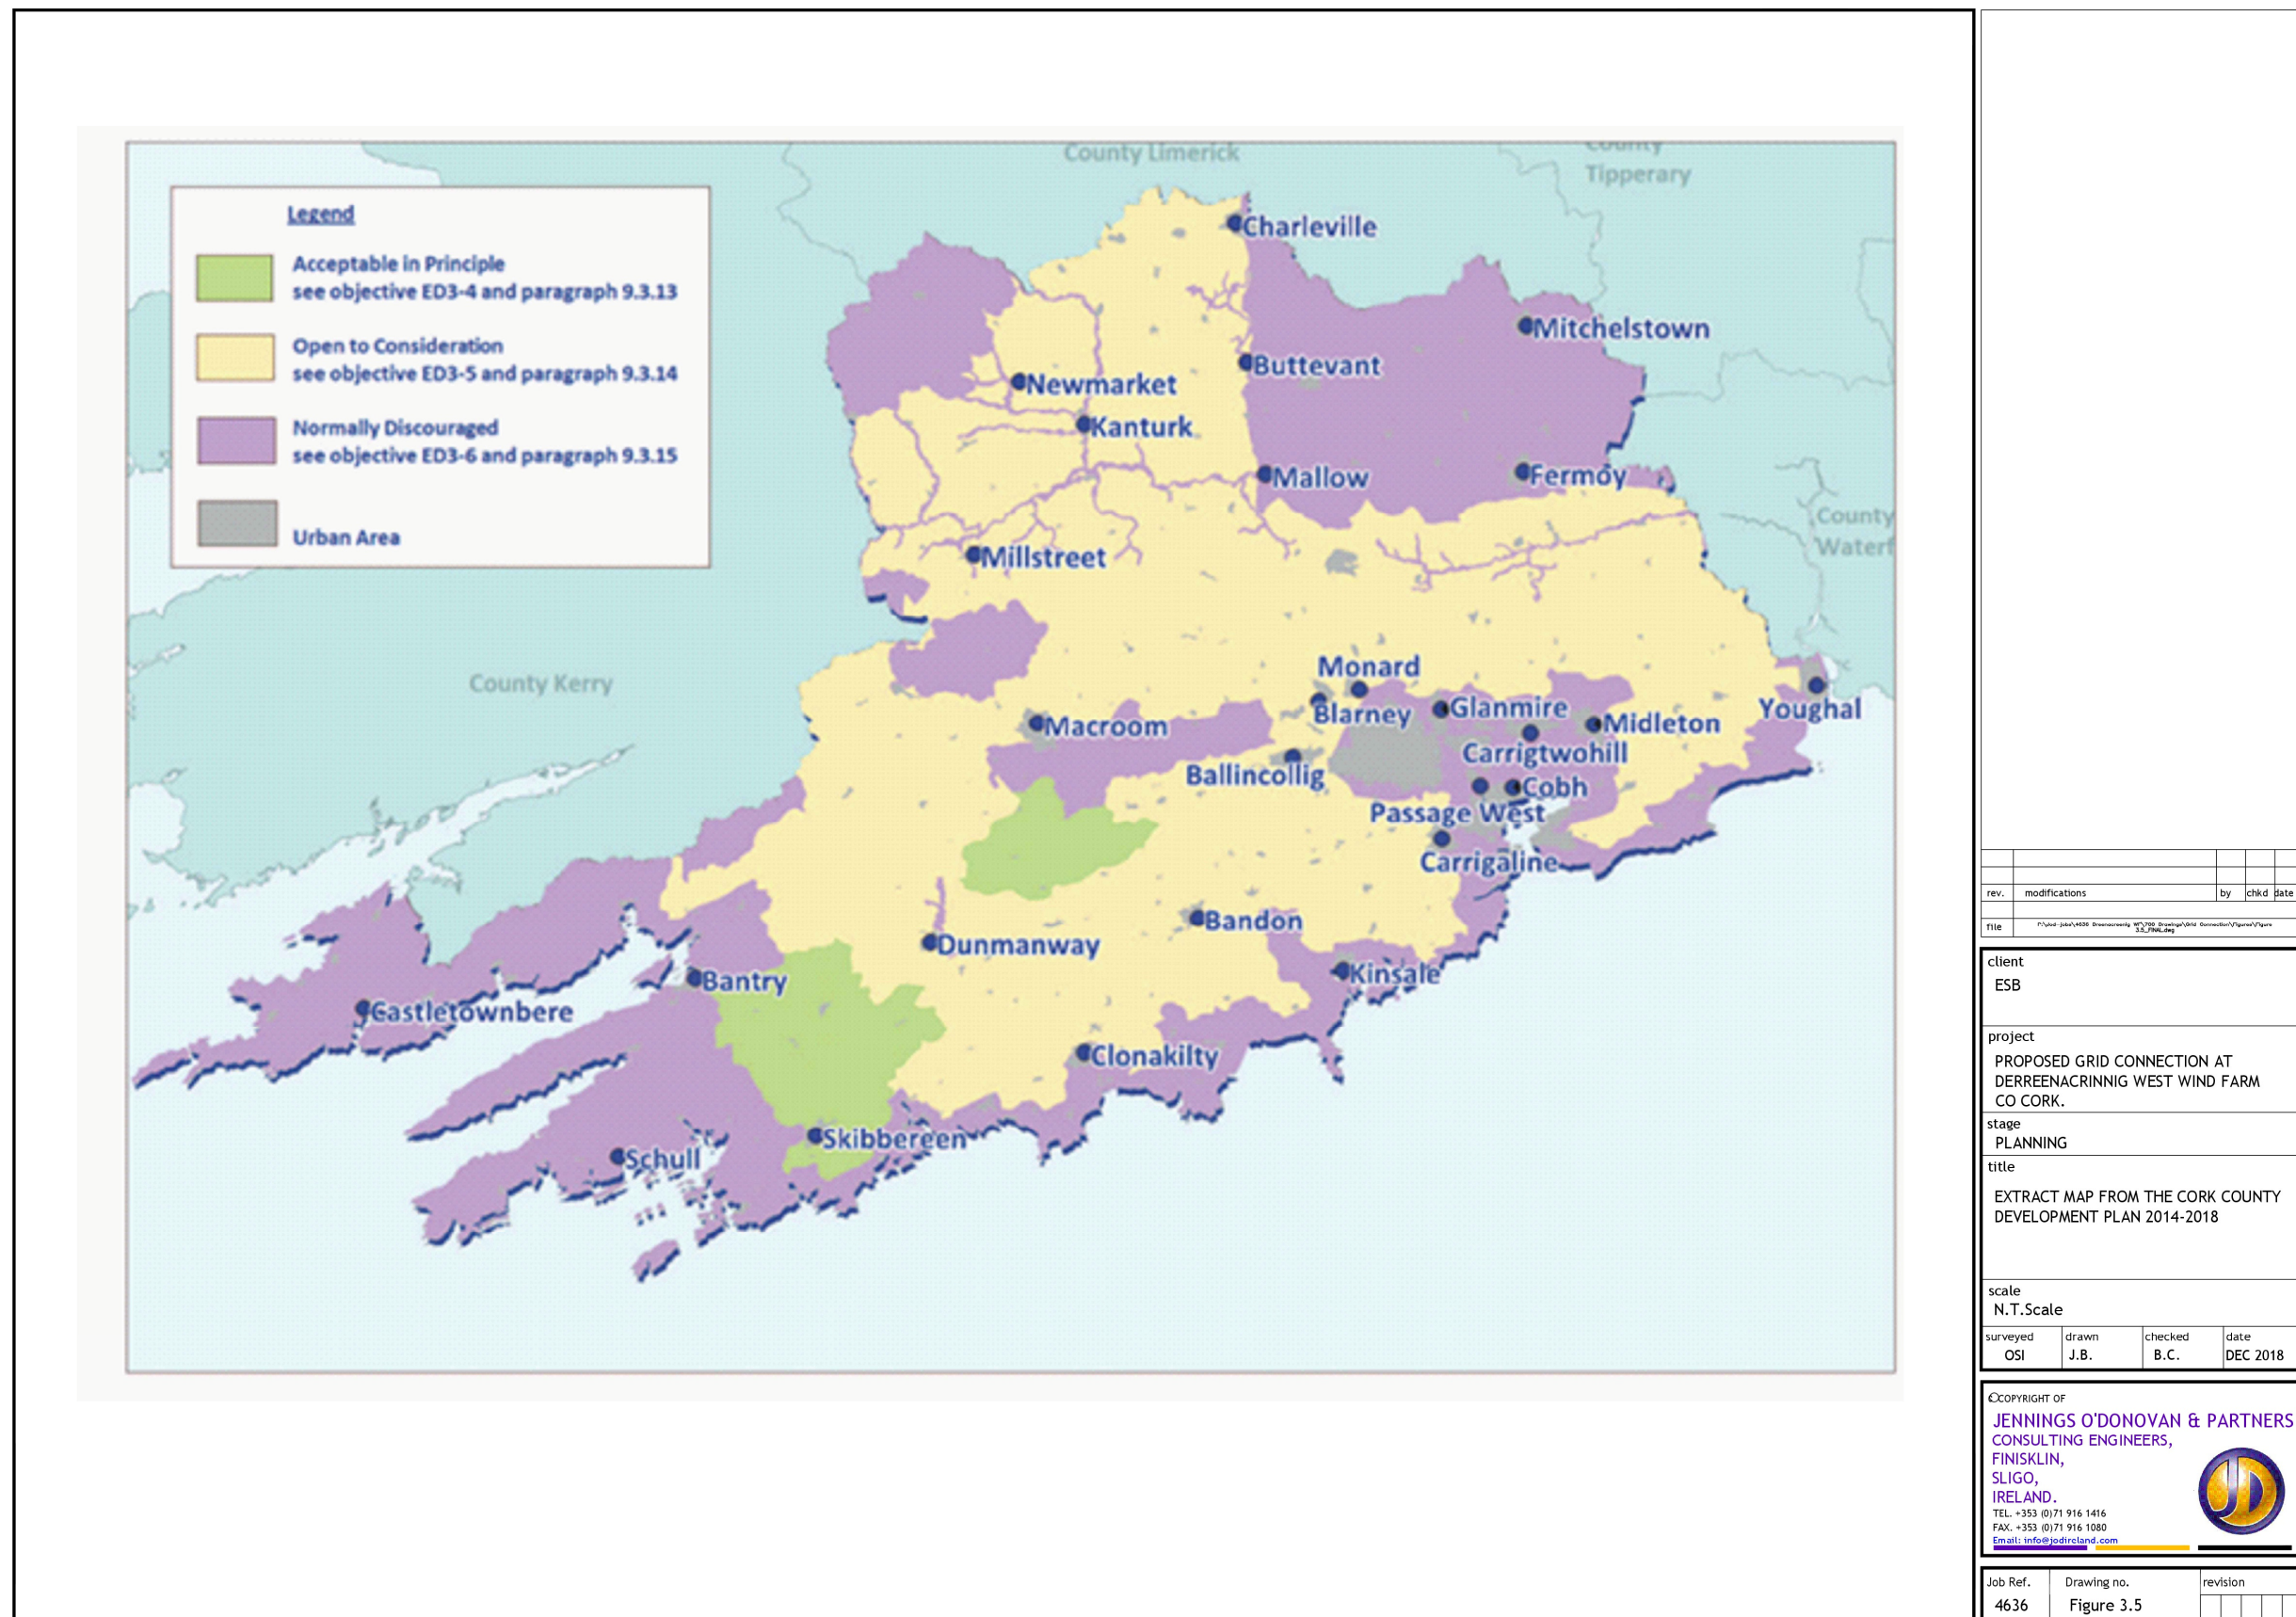 County Limerick
County
Tipperary
Legend
Acceptable in Principle
see objective ED3-4 and paragraph 9.3.13
Open to Consideration
see objective ED3-5 and paragraph 9.3.14
Normally Discouraged
see objective ED3-6 and paragraph 9.3.15
Urban Area
Charleville
Mitchelstown
Buttevant
Newmarket
Kanturk
Mallow
Fermoy
County
Waterf
Millstreet
County Kerry
Monard
Macroom
Blarney
Glanmire
Midleton
Youghal
Carrigtwohill
Ballincollig
Cobh
Passage West
Carrigaline
Bandon
Dunmanway
Kinsale
Bantry
Castletownbere
Clonakilty
Skibbereen
Schull
rev. modifications by chkd date
file
client
ESB
project
PROPOSED GRID CONNECTION AT
DERREENACRINNIG WEST WIND FARM
CO CORK.
stage
PLANNING
title
EXTRACT MAP FROM THE CORK COUNTY
DEVELOPMENT PLAN 2014-2018
scale
N.T.Scale
surveyed drawn checked date
OSI J.B. B.C. DEC 2018
©COPYRIGHT OF
JENNINGS O'DONOVAN & PARTNERS
CONSULTING ENGINEERS,
FINISKLIN,
SLIGO,
IRELAND.
TEL. +353 (0)71 916 1416
FAX. +353 (0)71 916 1080
Email: info@jodireland.com
JD
Job Ref. Drawing no. revision
4636 Figure 3.5